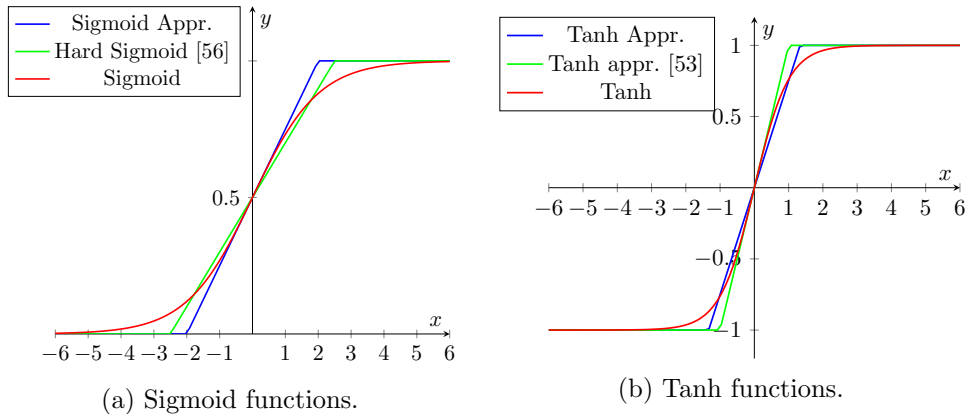 Sigmoid Appr.
Hard Sigmoid [56]
Sigmoid
y
0.5
x
−6 −5 −4 −3 −2 −1 1 2 3 4 5 6
(a) Sigmoid functions.
Tanh Appr.
Tanh appr. [53]
Tanh
y
1
0.5
x
−6 −5 −4 −3 −2 −1 1 2 3 4 5 6
−0.5
−1
(b) Tanh functions.